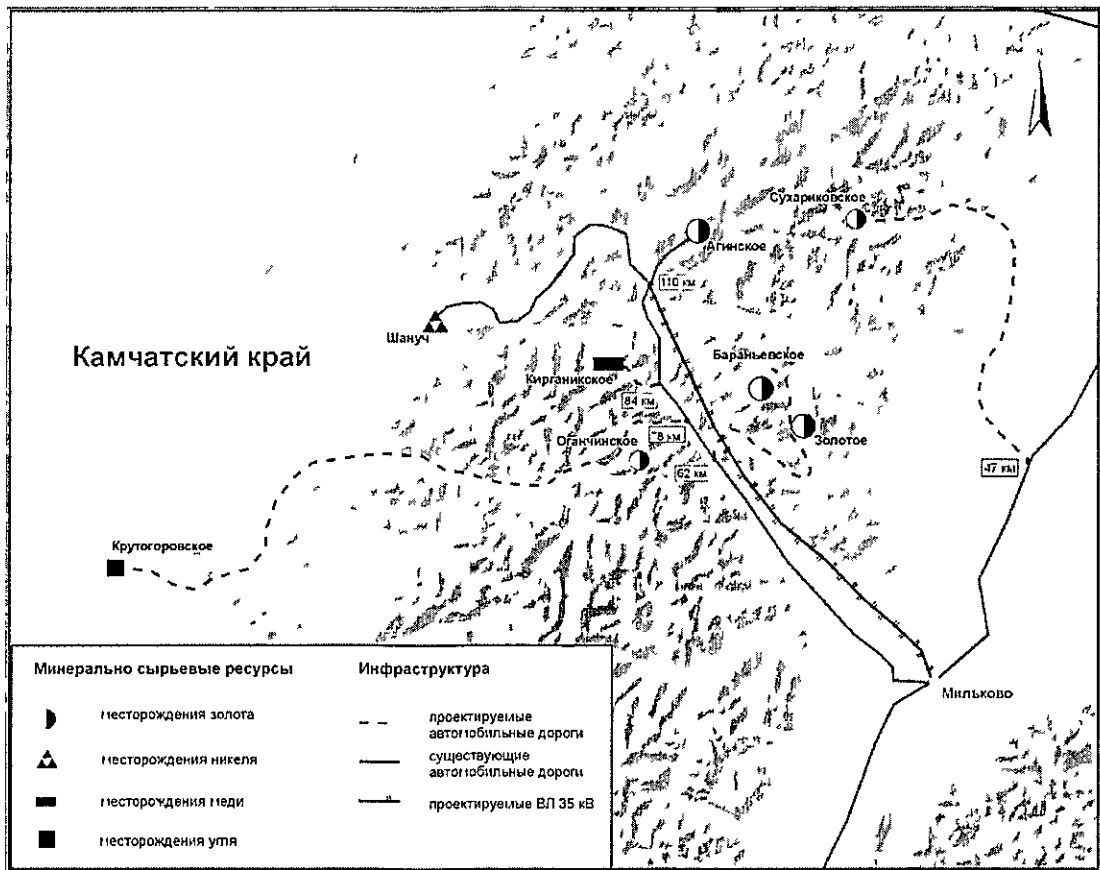 Сухариковское
Агинское
110 км
Шануч
Камчатский край
Бараньевское
Кирганикское
84 км
Золотое
Оганчинское
78 км
62 км
47 км
Крутогоровское
Мильково
Минерально сырьевые ресурсы
месторождения золота
месторождения никеля
месторождения меди
месторождения угля
Инфраструктура
проектируемые
автомобильные дороги
существующие
автомобильные дороги
проектируемые ВЛ 35 кВ